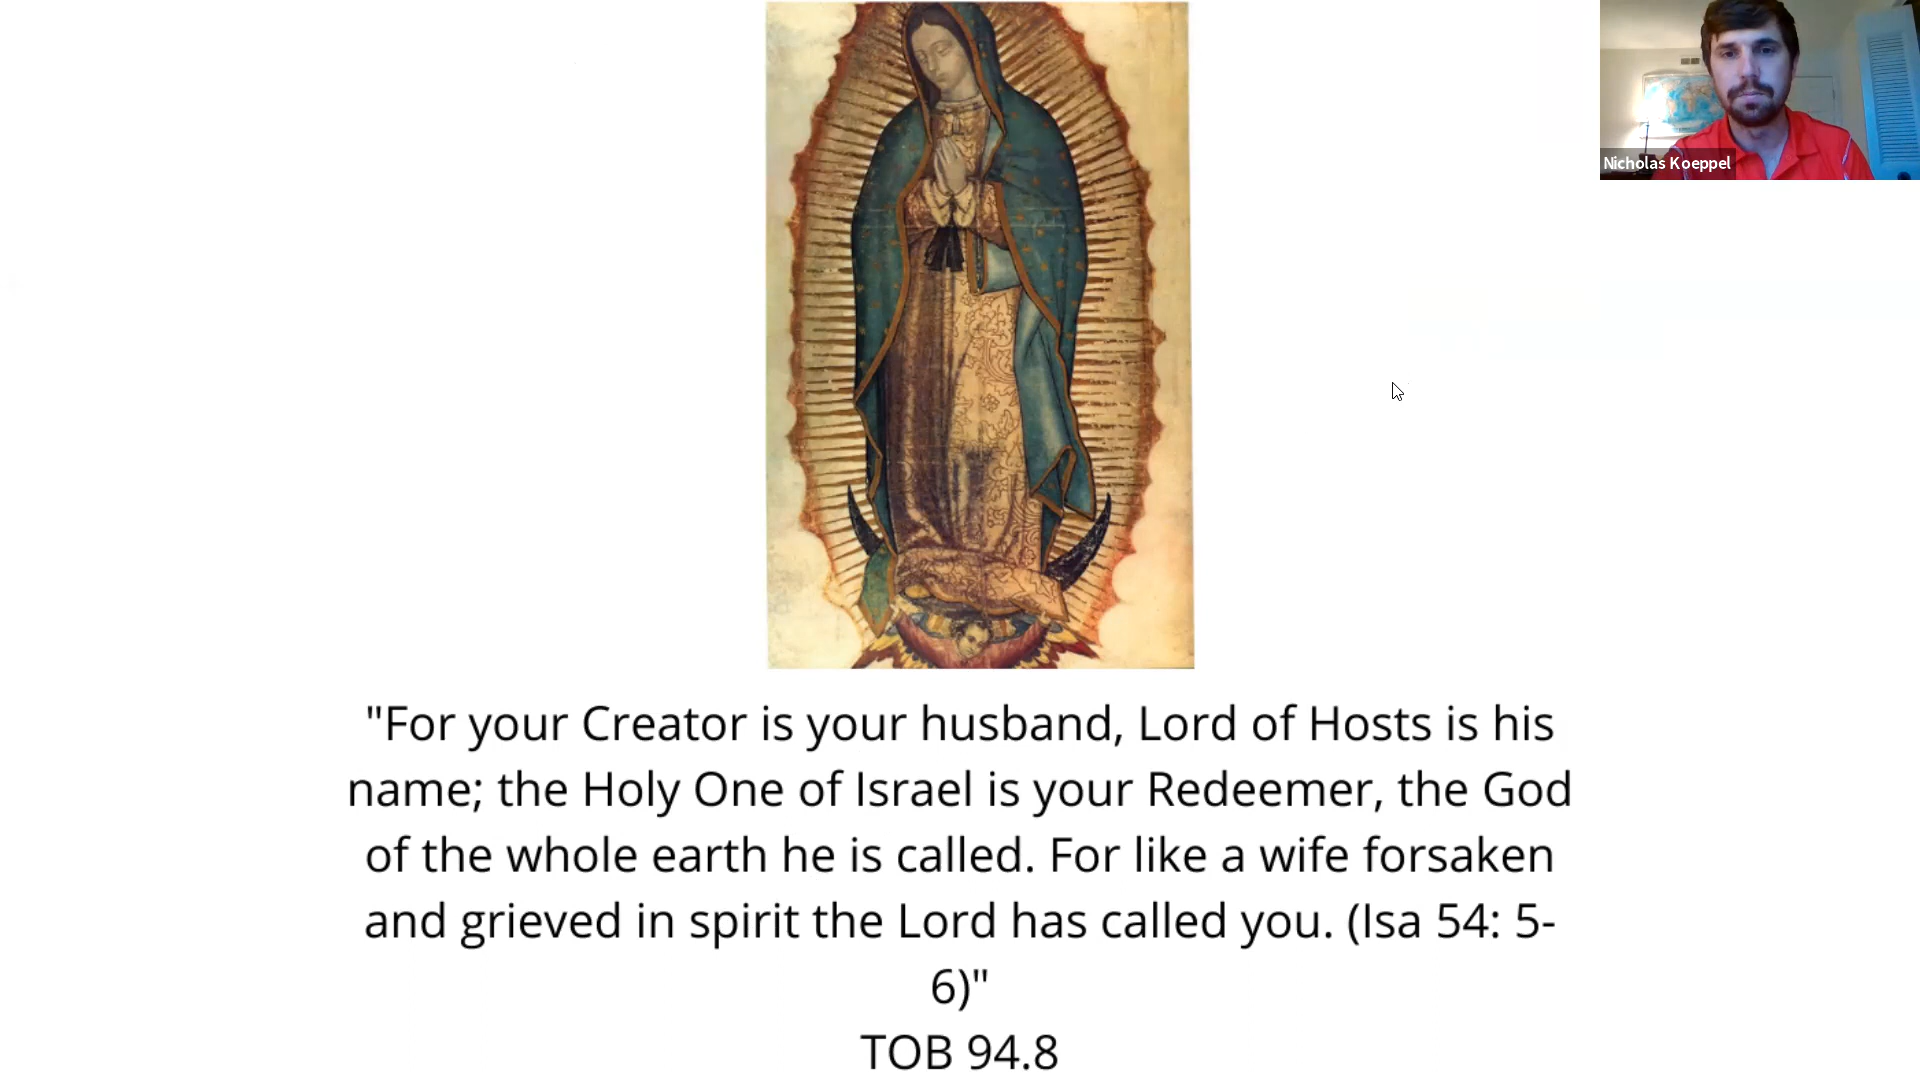 Nicholas Koeppel
"For your Creator is your husband, Lord of Hosts is his
name; the Holy One of Israel is your Redeemer, the God
of the whole earth he is called. For like a wife forsaken
and grieved in spirit the Lord has called you. (Isa 54: 5-
6)"
TOB 94.8